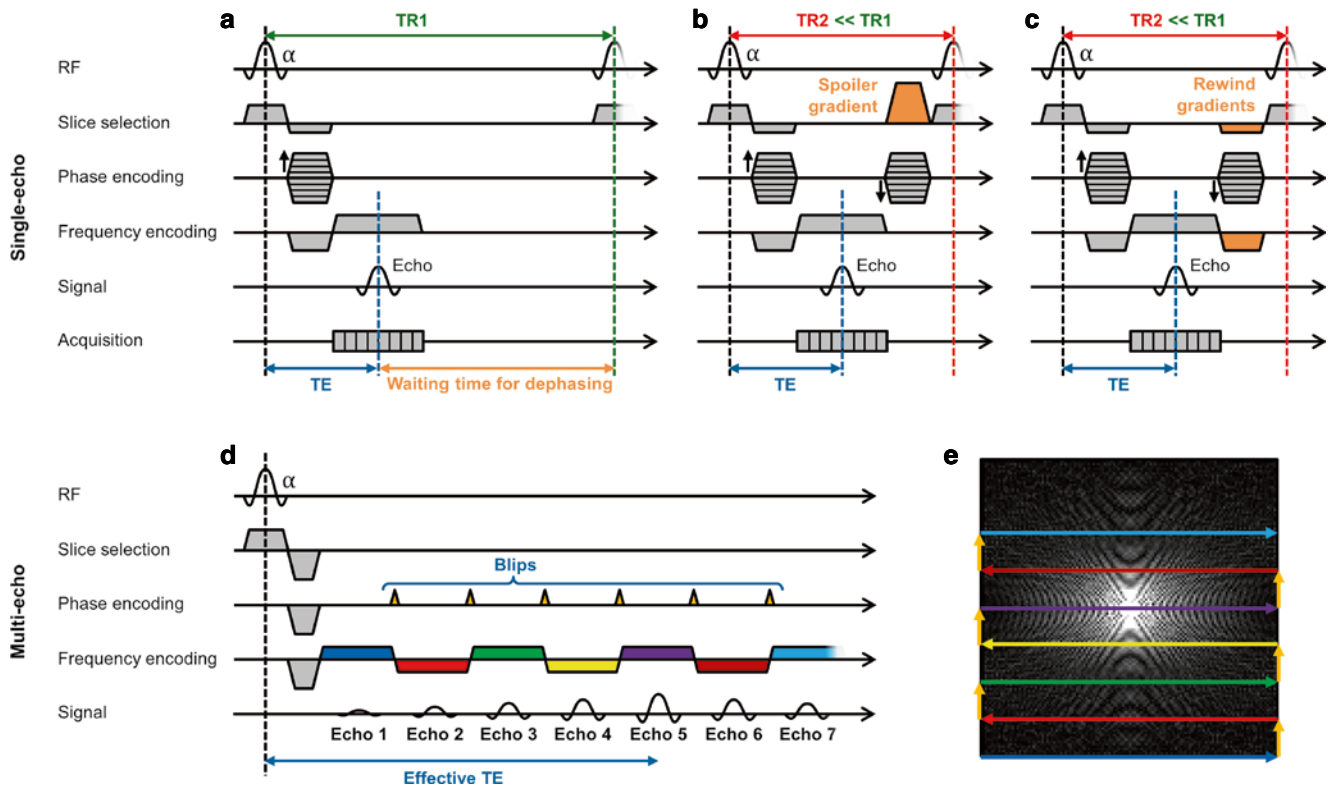 a
TR1
b
TR2 << TR1
c
TR2 << TR1
Single-echo
RF
α
α
α
Slice selection
Spoiler
gradient
Rewind
gradients
Phase encoding
Frequency encoding
Signal
Echo
Echo
Echo
Acquisition
TE
Waiting time for dephasing
TE
TE
Multi-echo
d
e
RF
α
Slice selection
Blips
Phase encoding
Frequency encoding
Signal
Echo 1
Echo 2
Echo 3
Echo 4
Echo 5
Echo 6
Echo 7
Effective TE